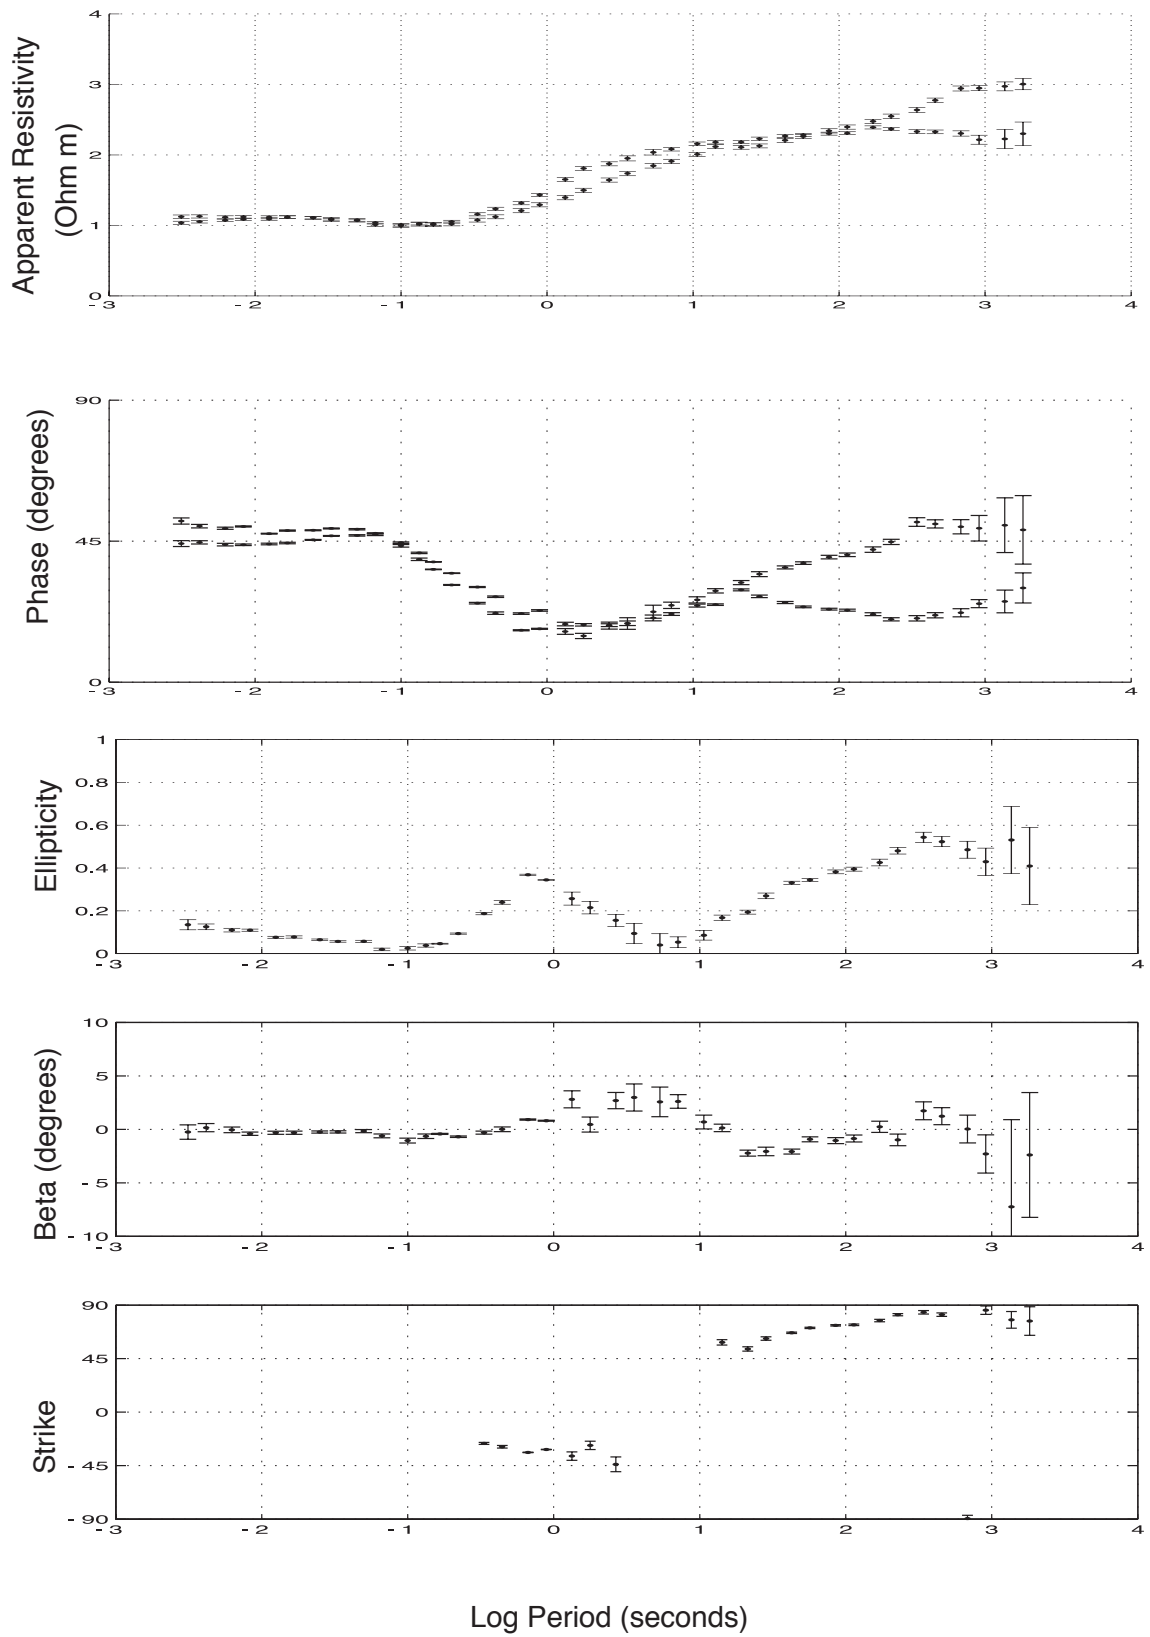 Apparent Resistivity
(Ohm m)
4
3
2
1
0
-3 -2 -1 0 1 2 3 4
Phase (degrees)
90
45
0
-3 -2 -1 0 1 2 3 4
Ellipticity
1
0.8
0.6
0.4
0.2
0
-3 -2 -1 0 1 2 3 4
Beta (degrees)
10
5
0
-5
-10
-3 -2 -1 0 1 2 3 4
Strike
90
45
0
-45
-90
-3 -2 -1 0 1 2 3 4
Log Period (seconds)